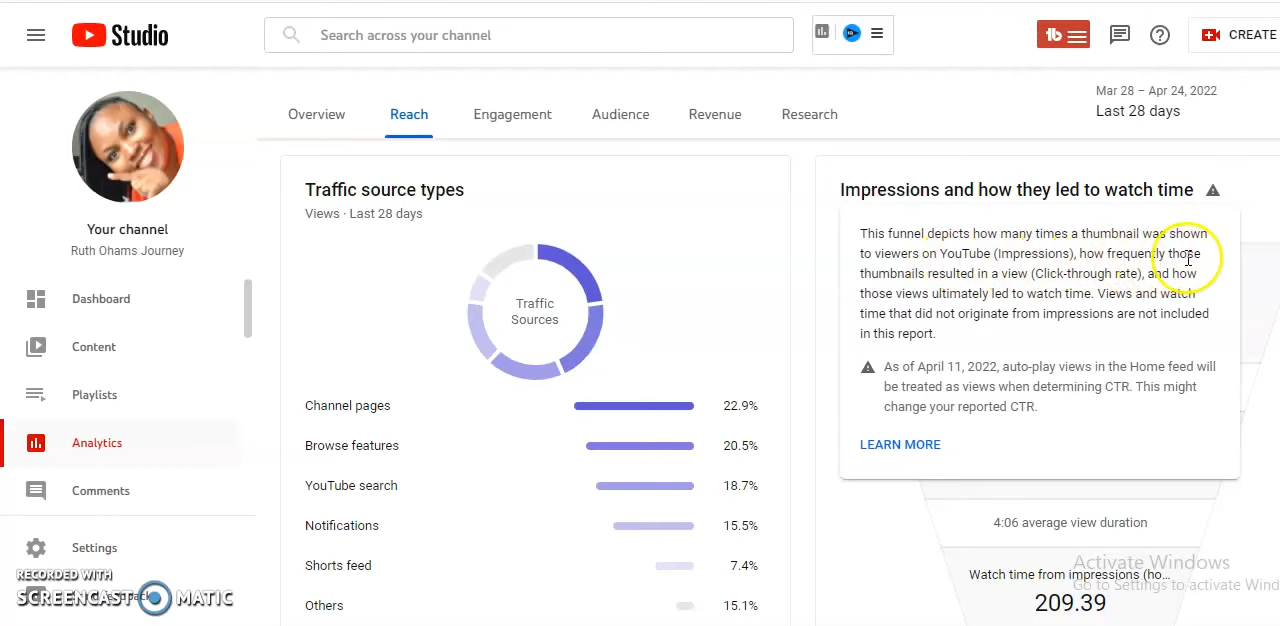 Studio
Search across your channel
CREATE
Mar 28 – Apr 24, 2022
Last 28 days
Overview
Reach
Engagement
Audience
Revenue
Research
Your channel
Ruth Ohams Journey
Dashboard
Content
Playlists
Analytics
Comments
Settings
RECORDED WITH
SCREENCAST MATIC
Traffic source types
Views · Last 28 days
Traffic
Sources
Channel pages 22.9%
Browse features 20.5%
YouTube search 18.7%
Notifications 15.5%
Shorts feed 7.4%
Others 15.1%
Impressions and how they led to watch time
This funnel depicts how many times a thumbnail was shown
to viewers on YouTube (Impressions), how frequently those
thumbnails resulted in a view (Click-through rate), and how
those views ultimately led to watch time. Views and watch
time that did not originate from impressions are not included
in this report.
As of April 11, 2022, auto-play views in the Home feed will
be treated as views when determining CTR. This might
change your reported CTR.
LEARN MORE
4:06 average view duration
Watch time from impressions (ho...
209.39
Activate Windows
Go to Settings to activate Wind